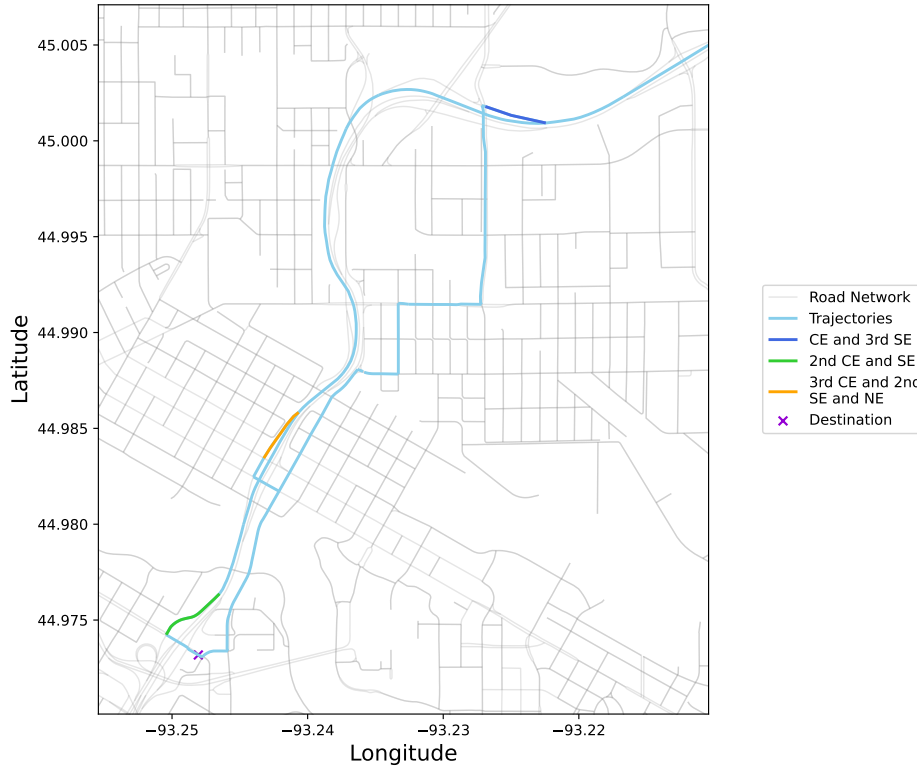 45.005
45.000
44.995
44.990
44.985
44.980
44.975
Latitude
−93.25
−93.24
−93.23
−93.22
Longitude
Road Network
Trajectories
CE and 3rd SE
2nd CE and SE
3rd CE and 2nd
SE and NE
Destination